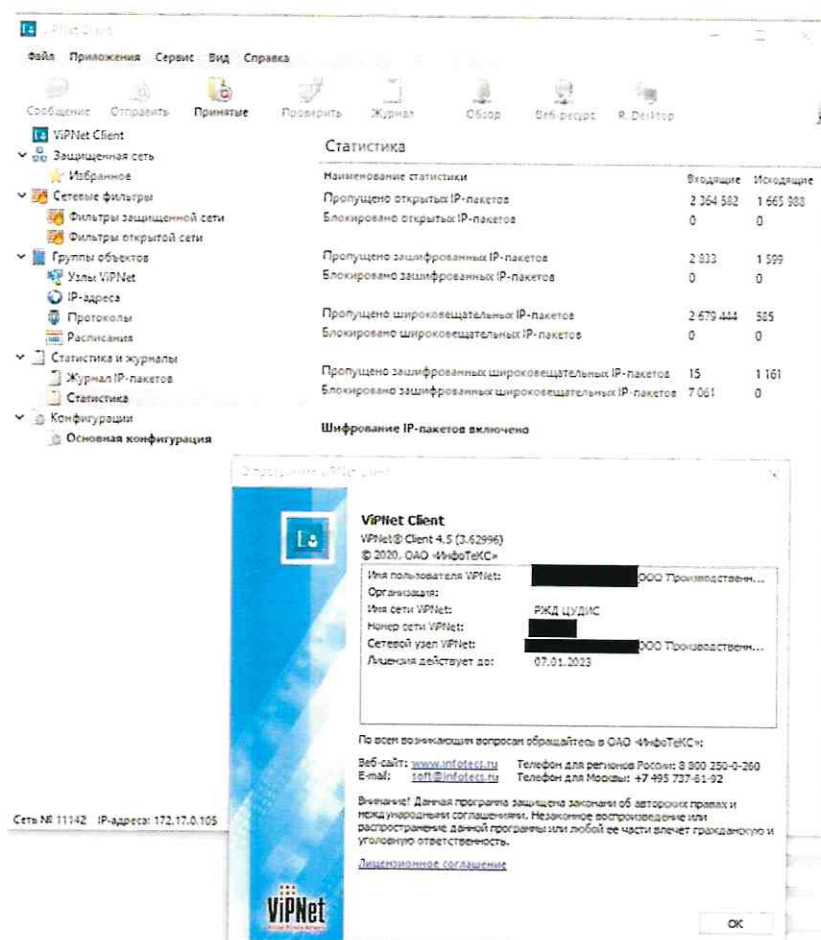 ViPNet Client
Файл Приложения Сервис Вид Справка
Сообщение Отправить Принятые Проверить Журнал Обзор Веб-ресурс R. Desktop
ViPNet Client
Защищенная сеть
Избранное
Сетевые фильтры
Фильтры защищенной сети
Фильтры открытой сети
Группы объектов
Узлы ViPNet
IP-адреса
Протоколы
Расписания
Статистика и журналы
Журнал IP-пакетов
Статистика
Конфигурации
Основная конфигурация
Статистика
Наименование статистики Входящие Исходящие
Пропущено открытых IP-пакетов 2 364 582 1 665 988
Блокировано открытых IP-пакетов 0 0
Пропущено зашифрованных IP-пакетов 2 833 1 599
Блокировано зашифрованных IP-пакетов 0 0
Пропущено широковещательных IP-пакетов 2 679 444 585
Блокировано широковещательных IP-пакетов 0 0
Пропущено зашифрованных широковещательных IP-пакетов 15 1 161
Блокировано зашифрованных широковещательных IP-пакетов 7 061 0
Шифрование IP-пакетов включено
О программе ViPNet Client
ViPNet Client
ViPNet® Client 4.5 (3.62996)
© 2020, ОАО «ИнфоТеКС»
Имя пользователя ViPNet: ООО "Производственн...
Организация:
Имя сети ViPNet: РЖД ЦУДИС
Номер сети ViPNet:
Сетевой узел ViPNet: ООО "Производственн...
Лицензия действует до: 07.01.2023
По всем возникающим вопросам обращайтесь в ОАО «ИнфоТеКС»:
Веб-сайт: www.infotecs.ru Телефон для регионов России: 8 800 250-0-260
E-mail: soft@infotecs.ru Телефон для Москвы: +7 495 737-61-92
Внимание! Данная программа защищена законами об авторских правах и
международными соглашениями. Незаконное воспроизведение или
распространение данной программы или любой ее части влечет гражданскую и
уголовную ответственность.
Лицензионное соглашение
ViPNet
OK
Сеть № 11142 IP-адреса: 172.17.0.105